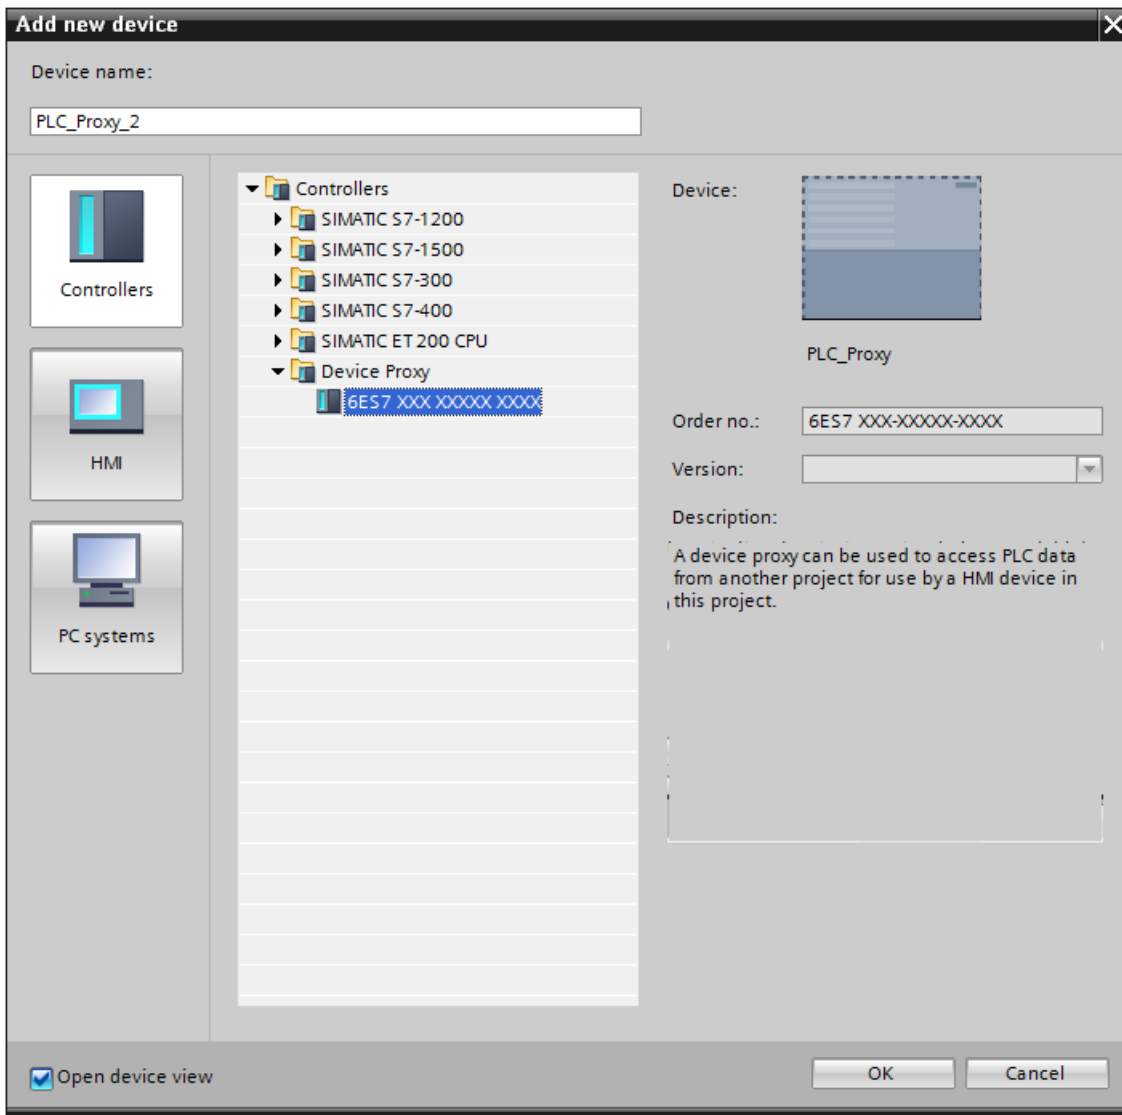 Add new device
Device name:
PLC_Proxy_2
Controllers
HMI
PC systems
Controllers
SIMATIC S7-1200
SIMATIC S7-1500
SIMATIC S7-300
SIMATIC S7-400
SIMATIC ET 200 CPU
Device Proxy
6ES7 XXX XXXXX XXXX
Device:
PLC_Proxy
Order no.:
6ES7 XXX-XXXXX-XXXX
Version:
Description:
A device proxy can be used to access PLC data
from another project for use by a HMI device in
this project.
Open device view
OK
Cancel